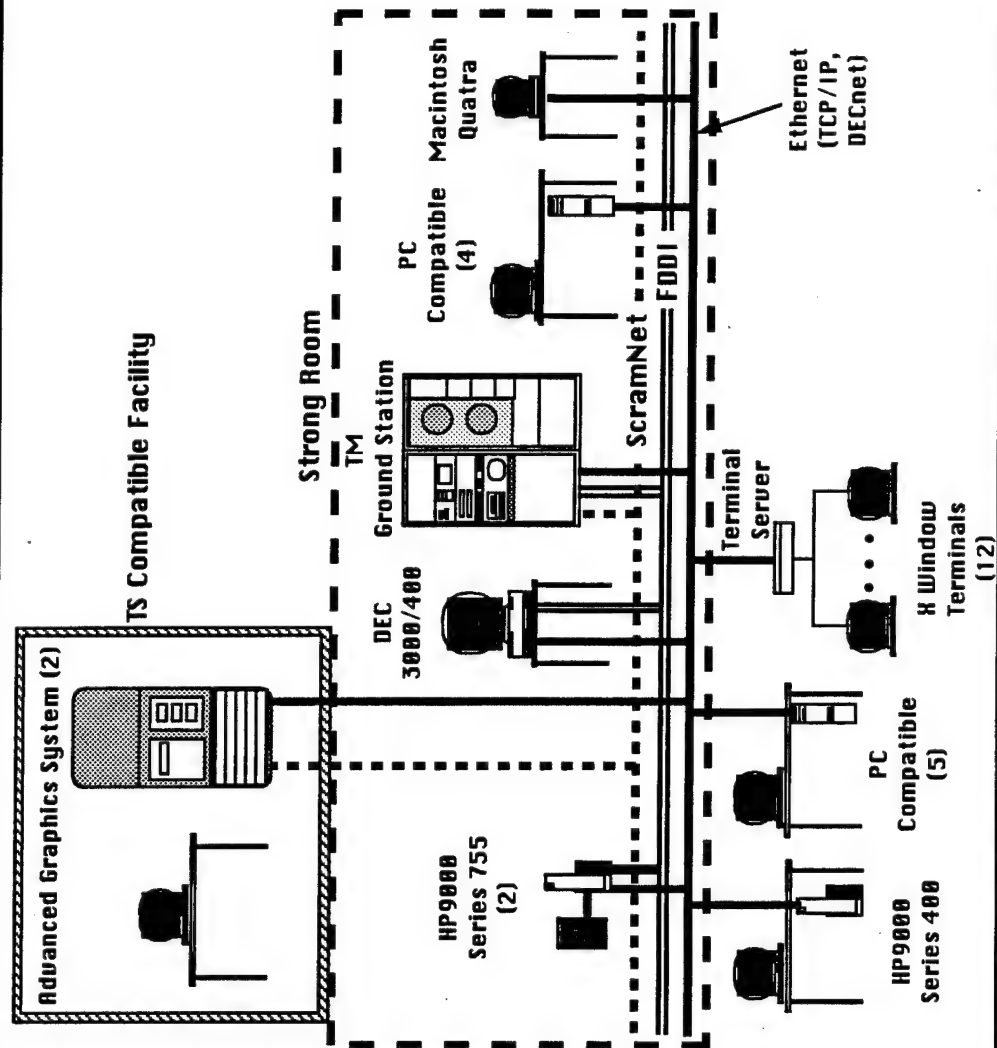 TS Compatible Facility
Advanced Graphics System (2)
Strong Room
TM
Ground Station
PC
Compatible
(4)
Macintosh
Quatra
DEC
3000/400
HP9000
Series 755
(2)
ScramNet
FDDI
Ethernet
(TCP/IP,
DECnet)
Terminal
Server
X Window
Terminals
(12)
PC
Compatible
(5)
HP9000
Series 400